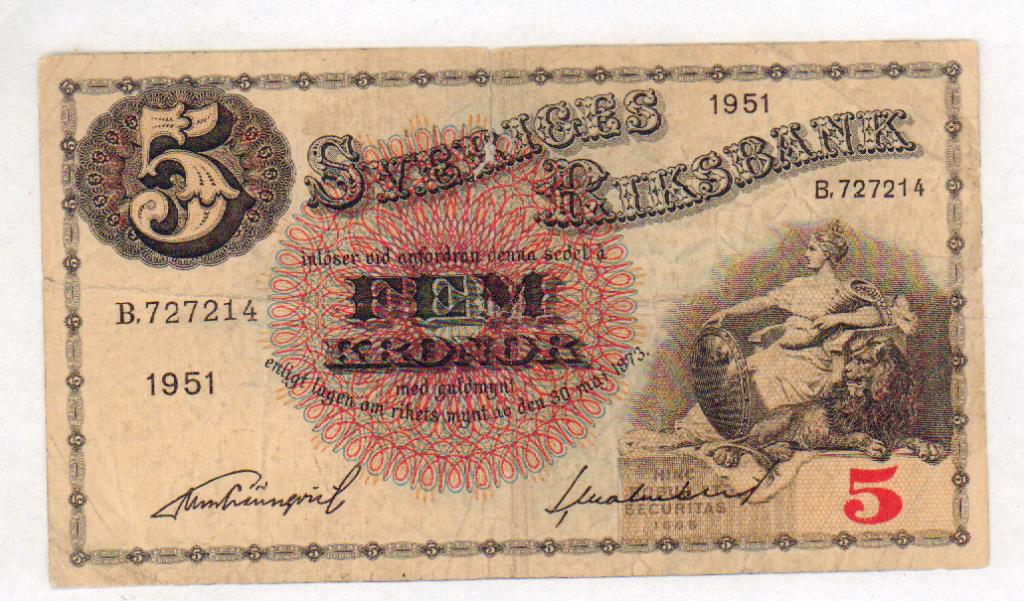 5
SVERIGES
RIKSBANK
1951
B.727214
inlöser vid anfordran denna sedel å
FEM
KRONOR
med guldmynt
enligt lagen om rikets mynt av den 30 maj 1873.
B.727214
1951
SECURITAS
1668
5